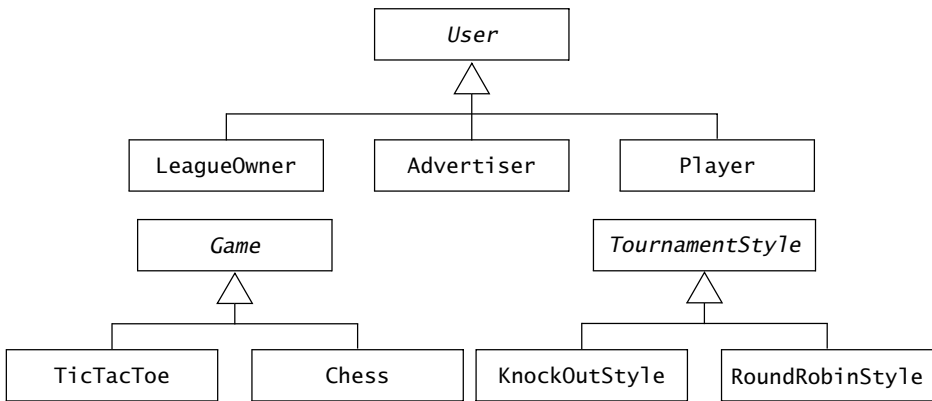 User
LeagueOwner
Advertiser
Player
Game
TournamentStyle
TicTacToe
Chess
KnockOutStyle
RoundRobinStyle